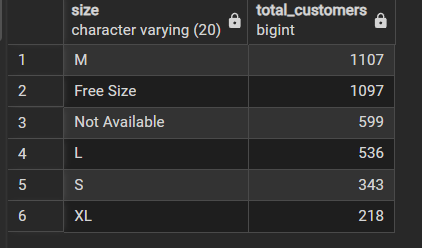 size total_customers
character varying (20) bigint
1 M 1107
2 Free Size 1097
3 Not Available 599
4 L 536
5 S 343
6 XL 218